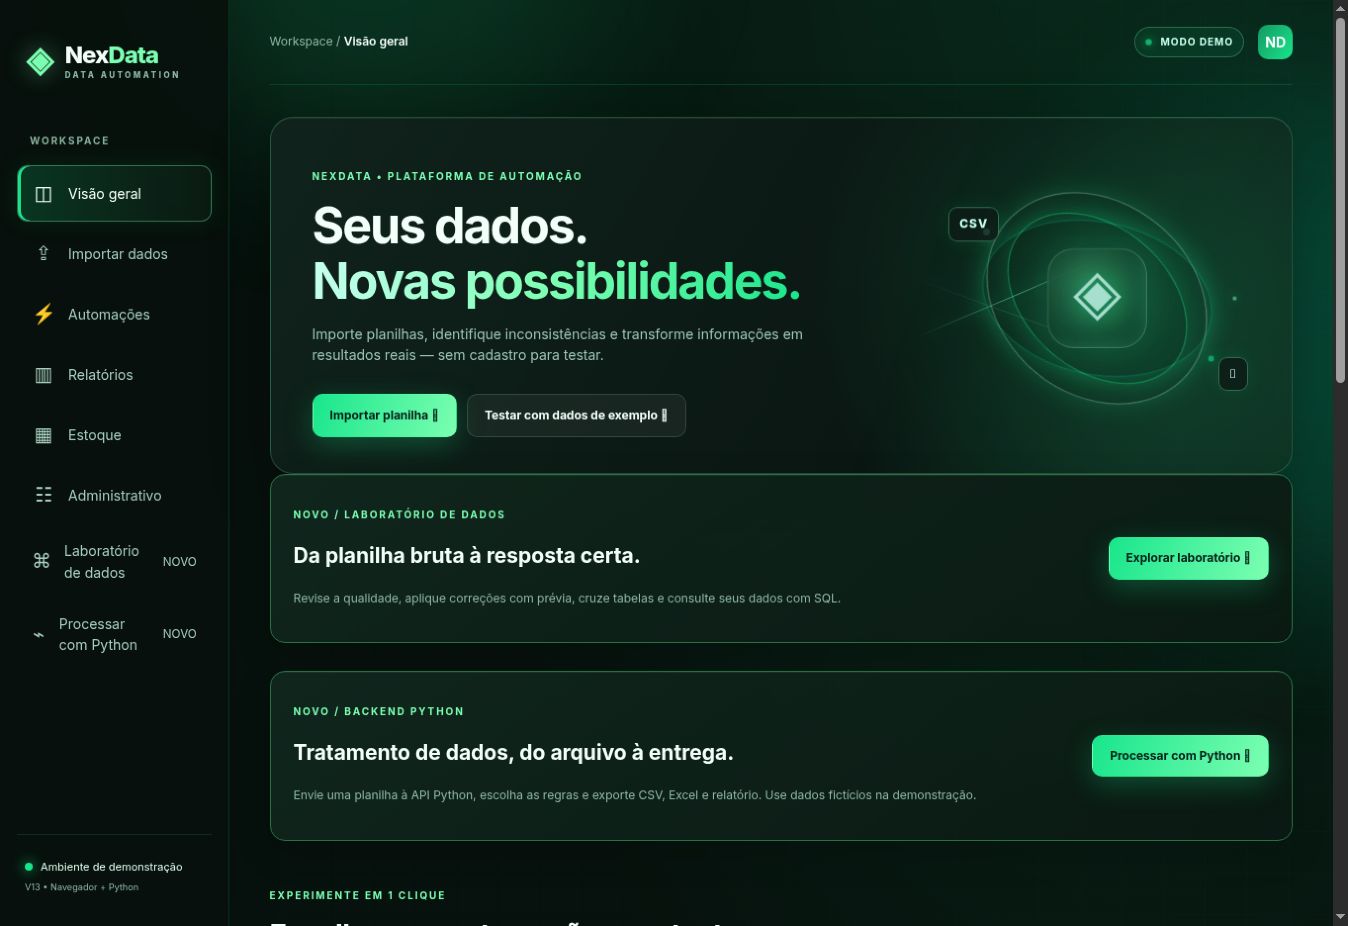 NexData
DATA AUTOMATION
WORKSPACE
Visão geral
Importar dados
Automações
Relatórios
Estoque
Administrativo
Laboratório
de dados
NOVO
Processar
com Python
NOVO
Ambiente de demonstração
V13 • Navegador + Python
Workspace / Visão geral
MODO DEMO
ND
NEXDATA • PLATAFORMA DE AUTOMAÇÃO
Seus dados.
Novas possibilidades.
Importe planilhas, identifique inconsistências e transforme informações em
resultados reais — sem cadastro para testar.
Importar planilha
Testar com dados de exemplo
CSV
NOVO / LABORATÓRIO DE DADOS
Da planilha bruta à resposta certa.
Revise a qualidade, aplique correções com prévia, cruze tabelas e consulte seus dados com SQL.
Explorar laboratório
NOVO / BACKEND PYTHON
Tratamento de dados, do arquivo à entrega.
Envie uma planilha à API Python, escolha as regras e exporte CSV, Excel e relatório. Use dados fictícios na demonstração.
Processar com Python
EXPERIMENTE EM 1 CLIQUE